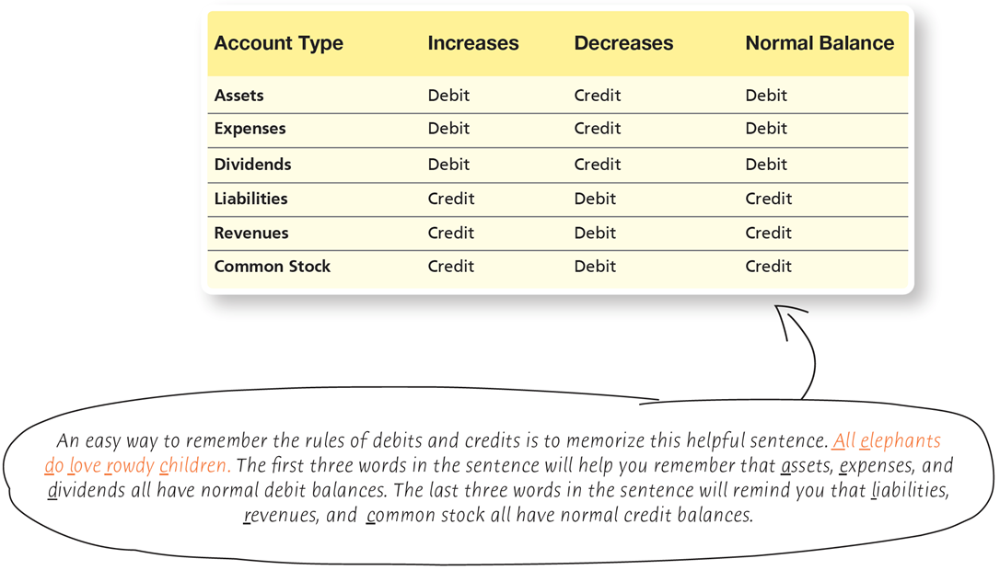 Account Type Increases Decreases Normal Balance
Assets Debit Credit Debit
Expenses Debit Credit Debit
Dividends Debit Credit Debit
Liabilities Credit Debit Credit
Revenues Credit Debit Credit
Common Stock Credit Debit Credit
An easy way to remember the rules of debits and credits is to memorize this helpful sentence. All elephants
do love rowdy children. The first three words in the sentence will help you remember that assets, expenses, and
dividends all have normal debit balances. The last three words in the sentence will remind you that liabilities,
revenues, and common stock all have normal credit balances.